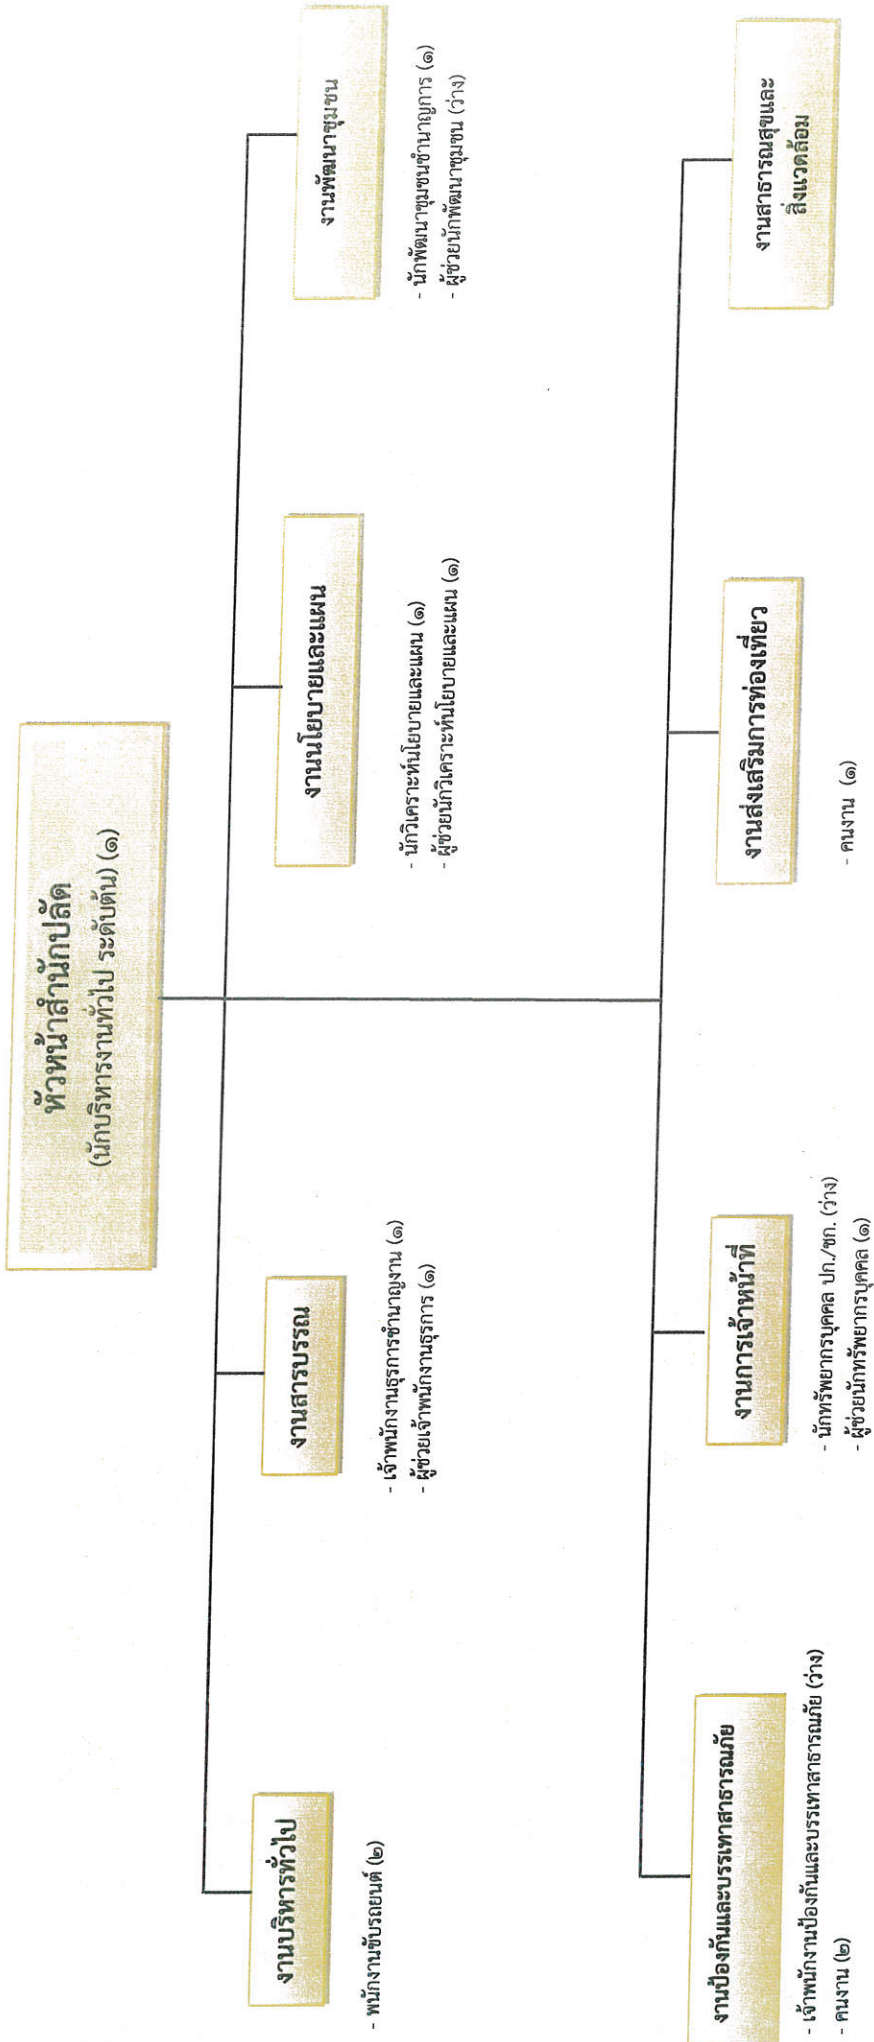 หัวหน้าสำนักปลัด
(นักบริหารงานทั่วไป ระดับต้น) (๑)
งานบริหารทั่วไป
- พนักงานขับรถยนต์ (๒)
งานสารบรรณ
- เจ้าพนักงานธุรการชำนาญงาน (๑)
- ผู้ช่วยเจ้าพนักงานธุรการ (๑)
งานนโยบายและแผน
- นักวิเคราะห์นโยบายและแผน (๑)
- ผู้ช่วยนักวิเคราะห์นโยบายและแผน (๑)
งานพัฒนาชุมชน
- นักพัฒนาชุมชนชำนาญการ (๑)
- ผู้ช่วยนักพัฒนาชุมชน (ว่าง)
งานป้องกันและบรรเทาสาธารณภัย
- เจ้าพนักงานป้องกันและบรรเทาสาธารณภัย (ว่าง)
- คนงาน (๒)
งานการเจ้าหน้าที่
- นักทรัพยากรบุคคล ปก./ชก. (ว่าง)
- ผู้ช่วยนักทรัพยากรบุคคล (๑)
งานส่งเสริมการท่องเที่ยว
- คนงาน (๑)
งานสาธารณสุขและ
สิ่งแวดล้อม